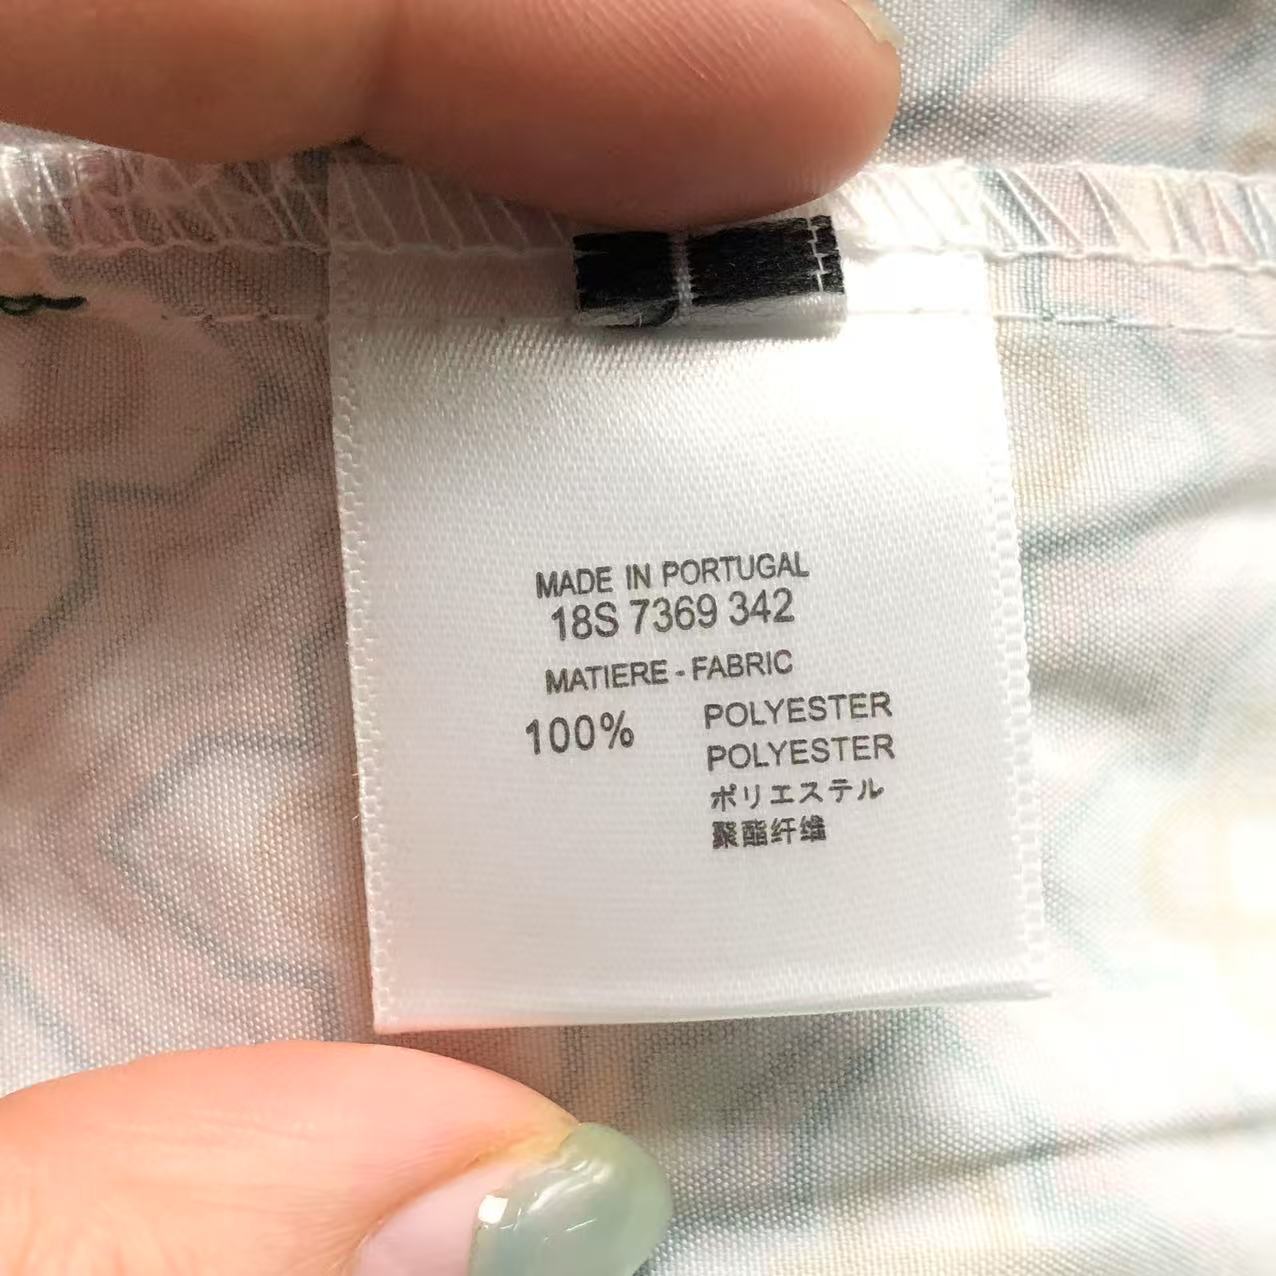 MADE IN PORTUGAL
18S 7369 342
MATIERE - FABRIC
100% POLYESTER
POLYESTER
ポリエステル
聚酯纤维